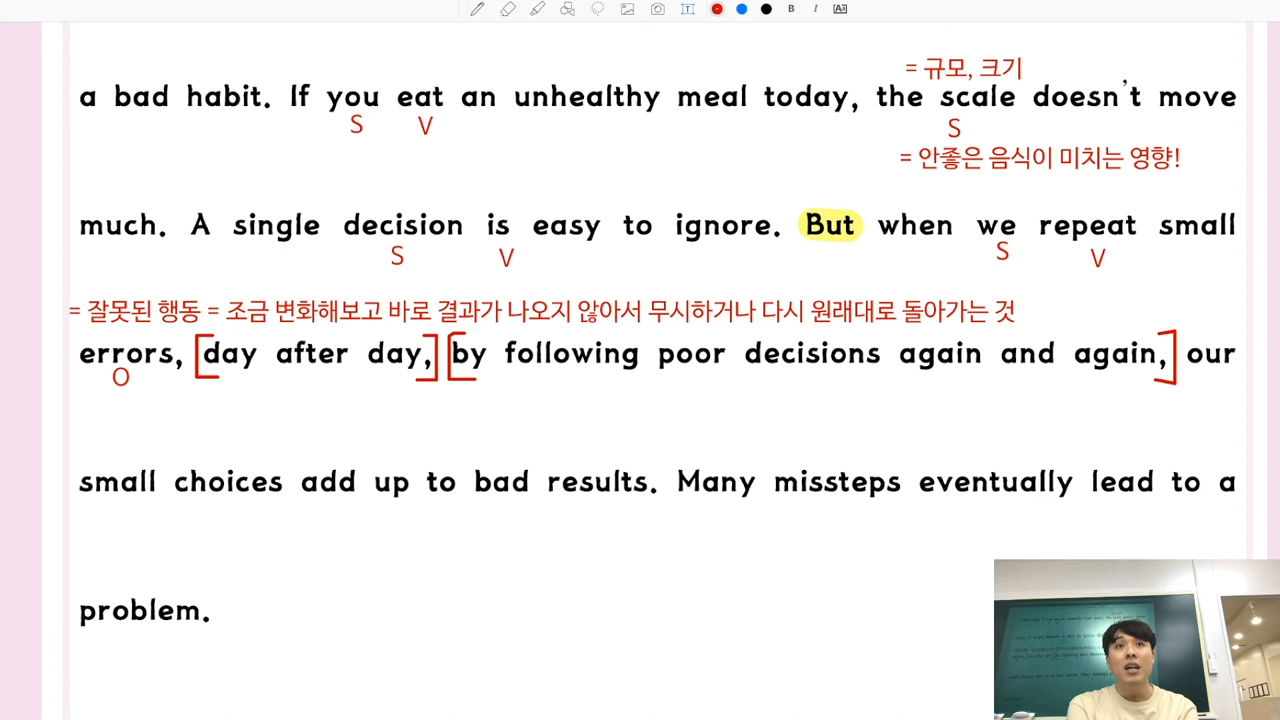 T B I A
= 규모, 크기
a bad habit. If you eat an unhealthy meal today, the scale doesn't move
S V S
= 안좋은 음식이 미치는 영향!
much. A single decision is easy to ignore. But when we repeat small
S V S V
= 잘못된 행동 = 조금 변화해보고 바로 결과가 나오지 않아서 무시하거나 다시 원래대로 돌아가는 것
errors, [day after day,] [by following poor decisions again and again,] our
O
small choices add up to bad results. Many missteps eventually lead to a
problem.